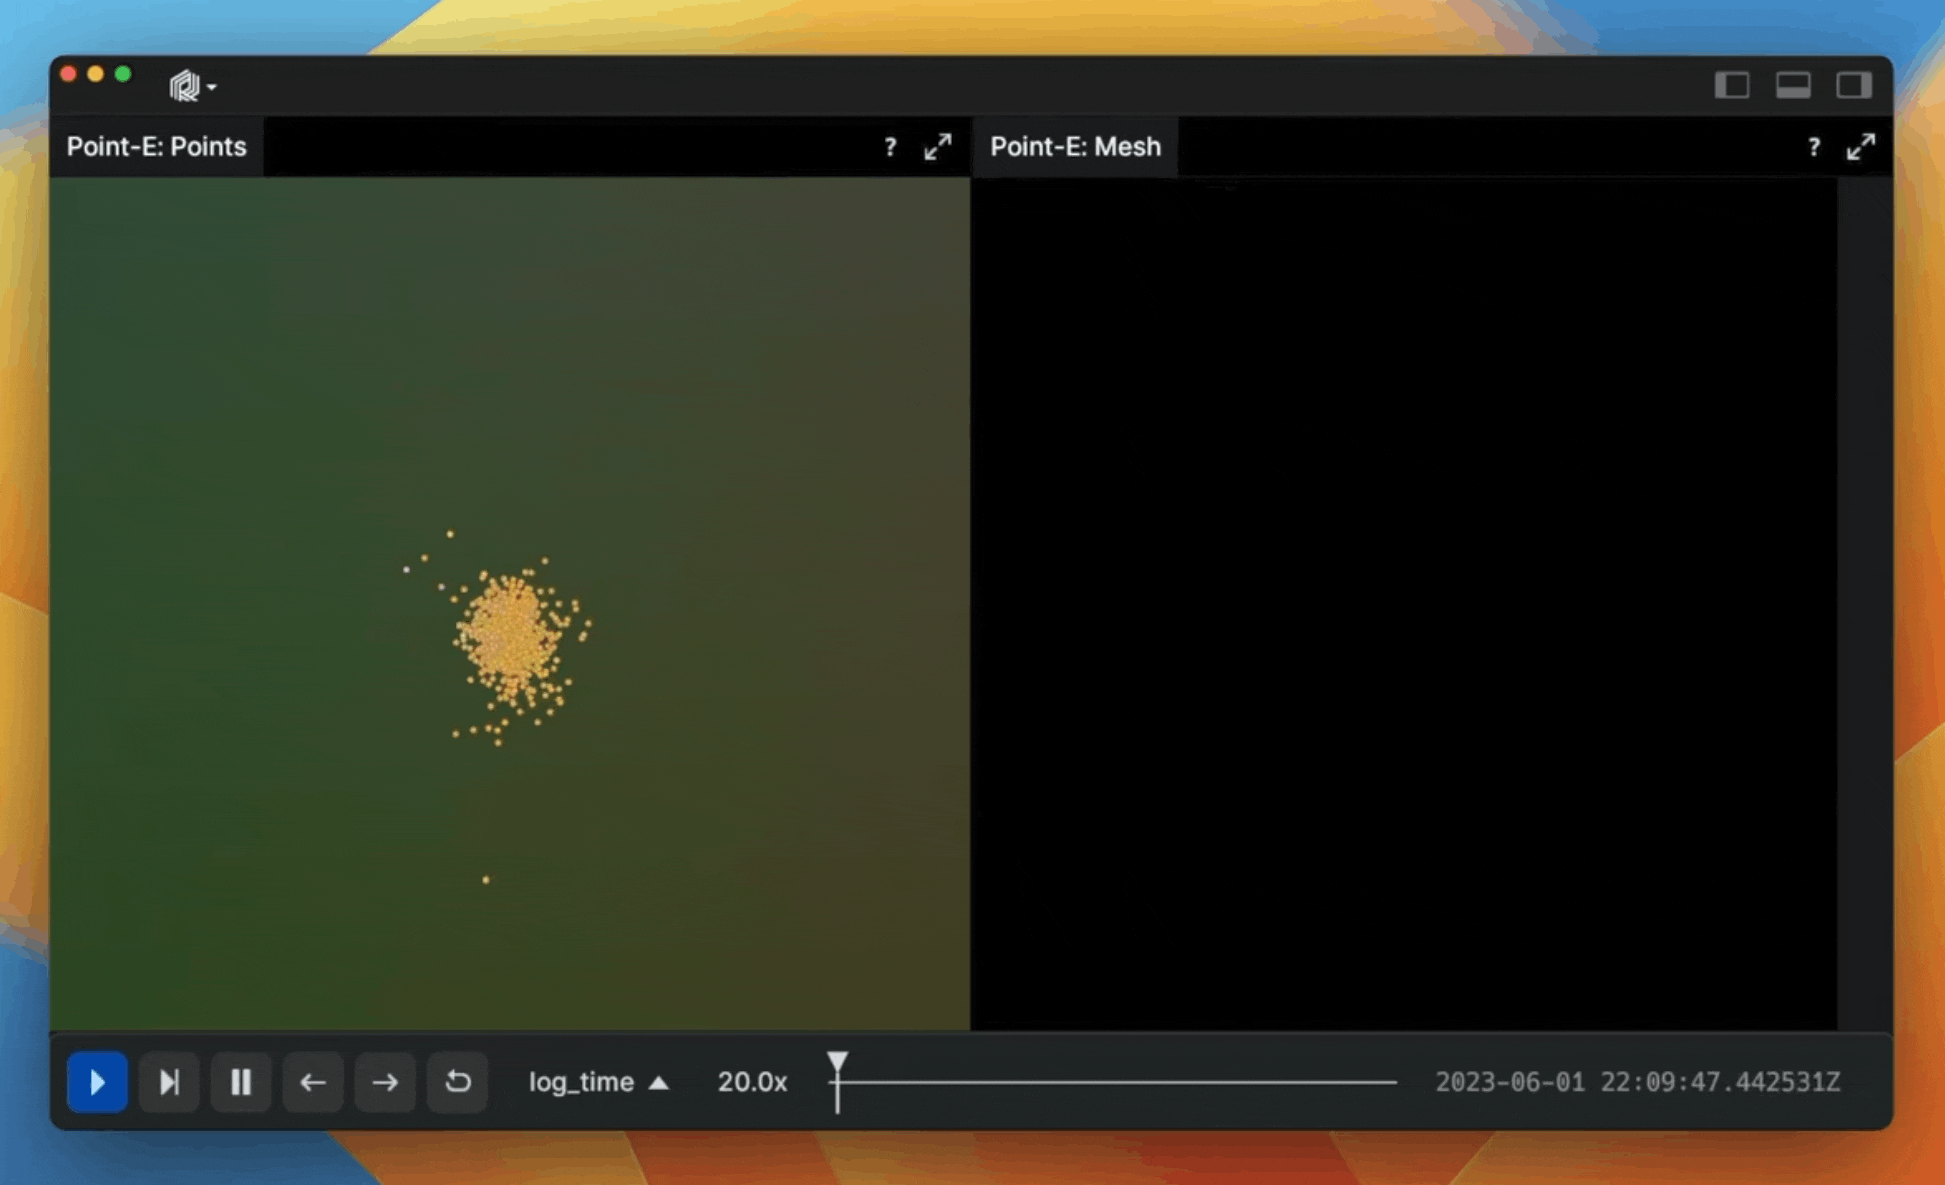 Point-E: Points ?
Point-E: Mesh ?
log_time 20.0x 2023-06-01 22:09:47.442531Z